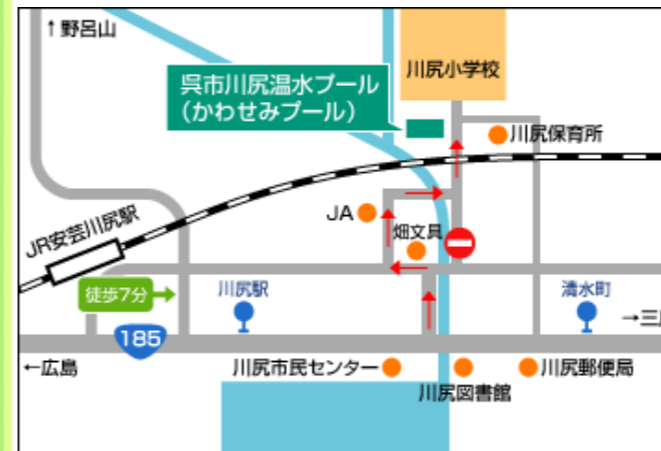 ↑野呂山
川尻小学校
呉市川尻温水プール
（かわせみプール）
川尻保育所
JA
畑文具
JR安芸川尻駅
徒歩7分→
川尻駅
清水町
→三
185
←広島
川尻市民センター
川尻図書館
川尻郵便局